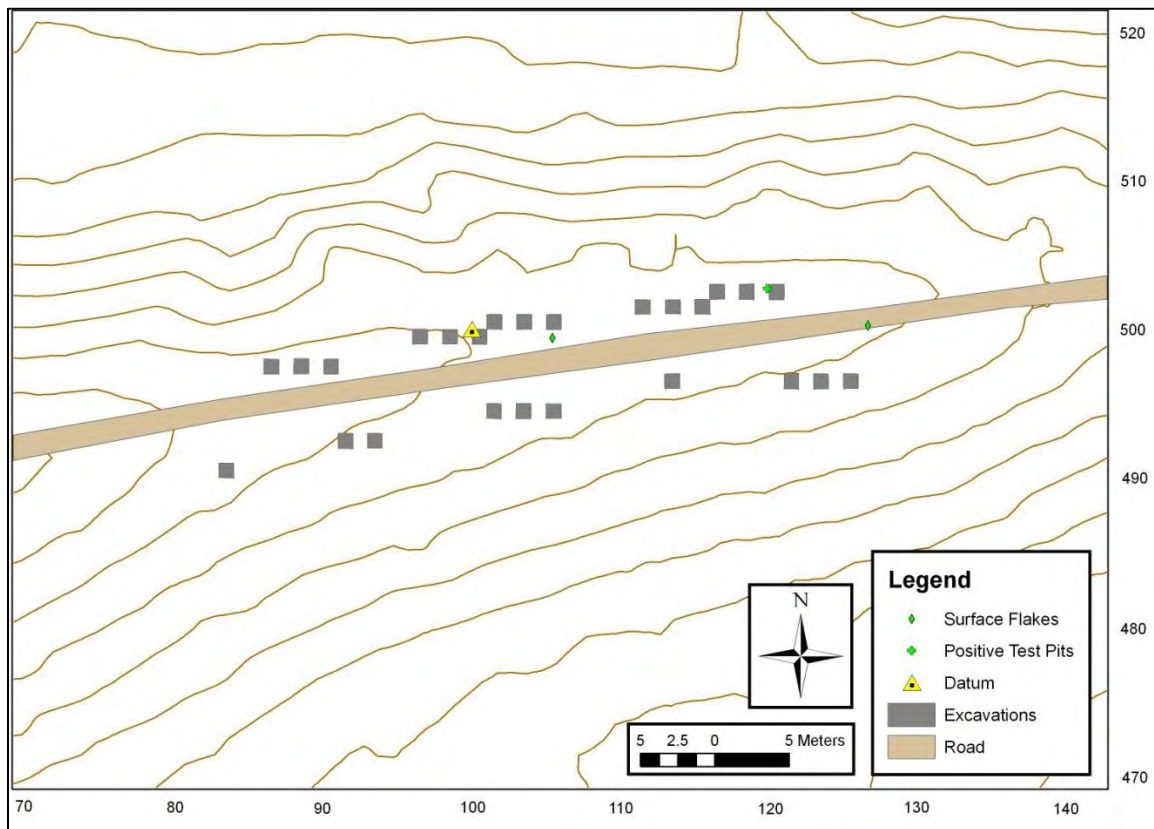 520
510
500
490
480
470
70 80 90 100 110 120 130 140
N
5 2.5 0 5 Meters
Legend
Surface Flakes
Positive Test Pits
Datum
Excavations
Road